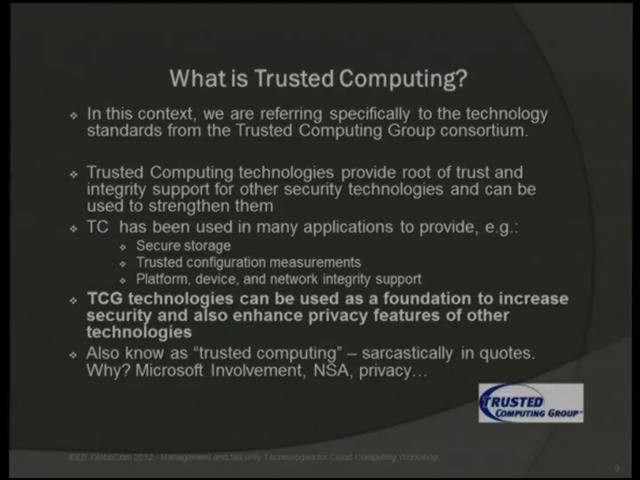 What is Trusted Computing?
❖ In this context, we are referring specifically to the technology
standards from the Trusted Computing Group consortium.
❖ Trusted Computing technologies provide root of trust and
integrity support for other security technologies and can be
used to strengthen them
❖ TC has been used in many applications to provide, e.g.:
❖ Secure storage
❖ Trusted configuration measurements
❖ Platform, device, and network integrity support
❖ TCG technologies can be used as a foundation to increase
security and also enhance privacy features of other
technologies
❖ Also know as “trusted computing” – sarcastically in quotes.
Why? Microsoft Involvement, NSA, privacy…
TRUSTED
COMPUTING GROUP™
IEEE GlobeCom 2012 - Management and Security Technologies for Cloud Computing Workshop
9